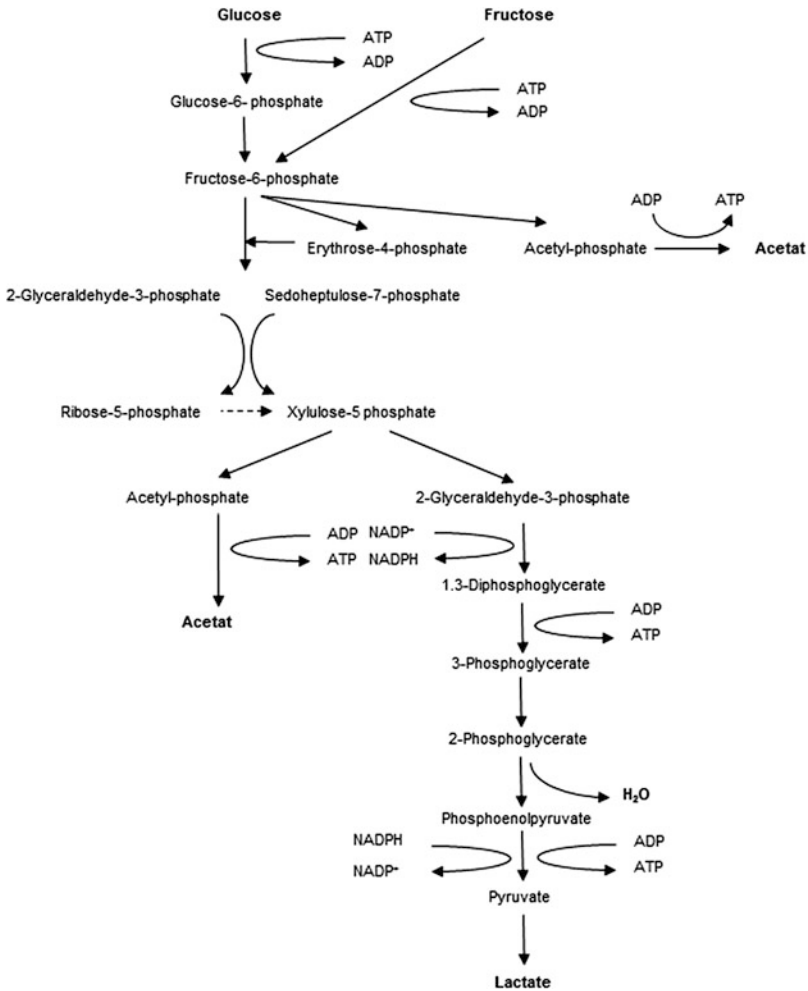 Glucose
Fructose
ATP
ADP
Glucose-6- phosphate
ATP
ADP
Fructose-6-phosphate
ADP
ATP
Erythrose-4-phosphate
Acetyl-phosphate
Acetat
2-Glyceraldehyde-3-phosphate
Sedoheptulose-7-phosphate
Ribose-5-phosphate
Xylulose-5 phosphate
Acetyl-phosphate
2-Glyceraldehyde-3-phosphate
ADP
NADP⁺
ATP
NADPH
1.3-Diphosphoglycerate
Acetat
ADP
ATP
3-Phosphoglycerate
2-Phosphoglycerate
H₂O
Phosphoenolpyruvate
NADPH
ADP
NADP⁺
ATP
Pyruvate
Lactate